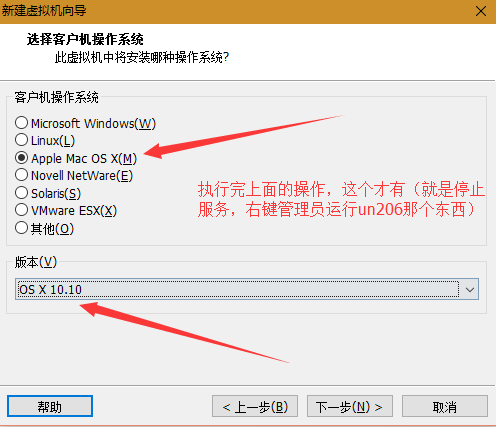 新建虚拟机向导
选择客户机操作系统
此虚拟机中将安装哪种操作系统?
客户机操作系统
Microsoft Windows(W)
Linux(L)
Apple Mac OS X(M)
Novell NetWare(E)
Solaris(S)
VMware ESX(X)
其他(O)
执行完上面的操作，这个才有（就是停止
服务，右键管理员运行un206那个东西）
版本(V)
OS X 10.10
帮助
< 上一步(B)
下一步(N) >
取消